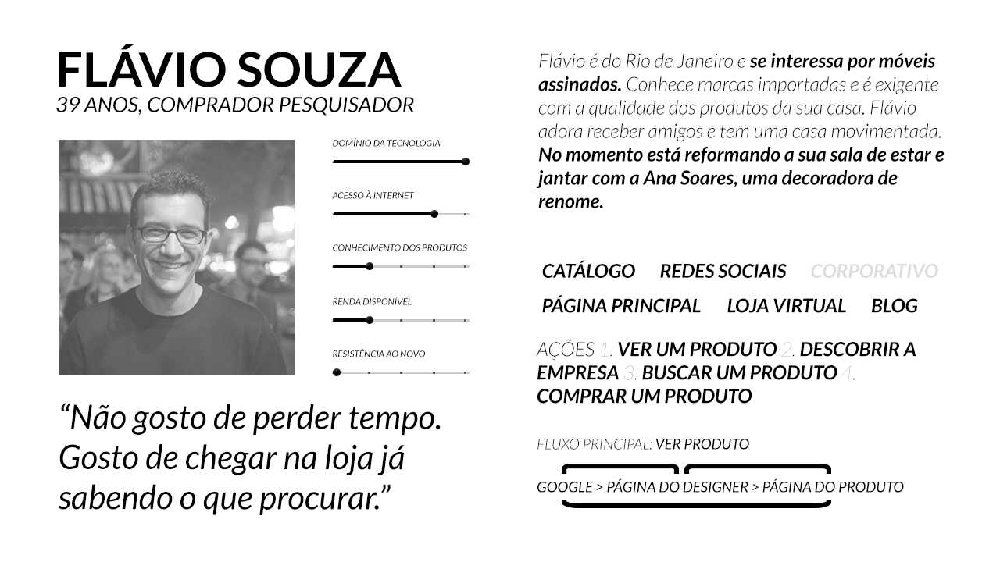 FLÁVIO SOUZA
39 ANOS, COMPRADOR PESQUISADOR
DOMÍNIO DA TECNOLOGIA
ACESSO À INTERNET
CONHECIMENTO DOS PRODUTOS
RENDA DISPONÍVEL
RESISTÊNCIA AO NOVO
“Não gosto de perder tempo.
Gosto de chegar na loja já
sabendo o que procurar.”
Flávio é do Rio de Janeiro e se interessa por móveis
assinados. Conhece marcas importadas e é exigente
com a qualidade dos produtos da sua casa. Flávio
adora receber amigos e tem uma casa movimentada.
No momento está reformando a sua sala de estar e
jantar com a Ana Soares, uma decoradora de
renome.
CATÁLOGO REDES SOCIAIS CORPORATIVO
PÁGINA PRINCIPAL LOJA VIRTUAL BLOG
AÇÕES 1. VER UM PRODUTO 2. DESCOBRIR A
EMPRESA 3. BUSCAR UM PRODUTO 4.
COMPRAR UM PRODUTO
FLUXO PRINCIPAL: VER PRODUTO
GOOGLE > PÁGINA DO DESIGNER > PÁGINA DO PRODUTO